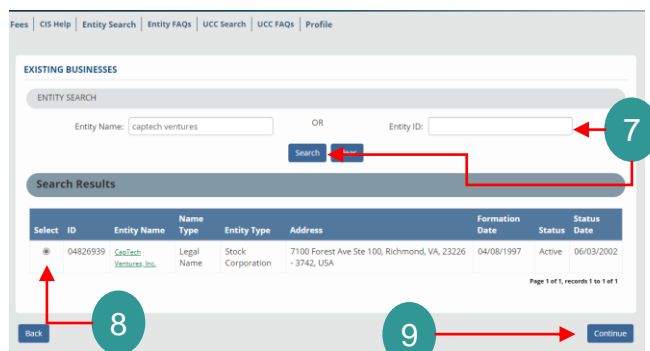 Fees | CIS Help | Entity Search | Entity FAQs | UCC Search | UCC FAQs | Profile
EXISTING BUSINESSES
ENTITY SEARCH
Entity Name: captech ventures OR Entity ID:
7
Search
Search Results
Select ID Entity Name Name Type Entity Type Address Formation Date Status Status Date
04826939 CapTech Ventures, Inc. Legal Name Stock Corporation 7100 Forest Ave Ste 100, Richmond, VA, 23226 - 3742, USA 04/08/1997 Active 06/03/2002
Page 1 of 1, records 1 to 1 of 1
Back 8 9 Continue